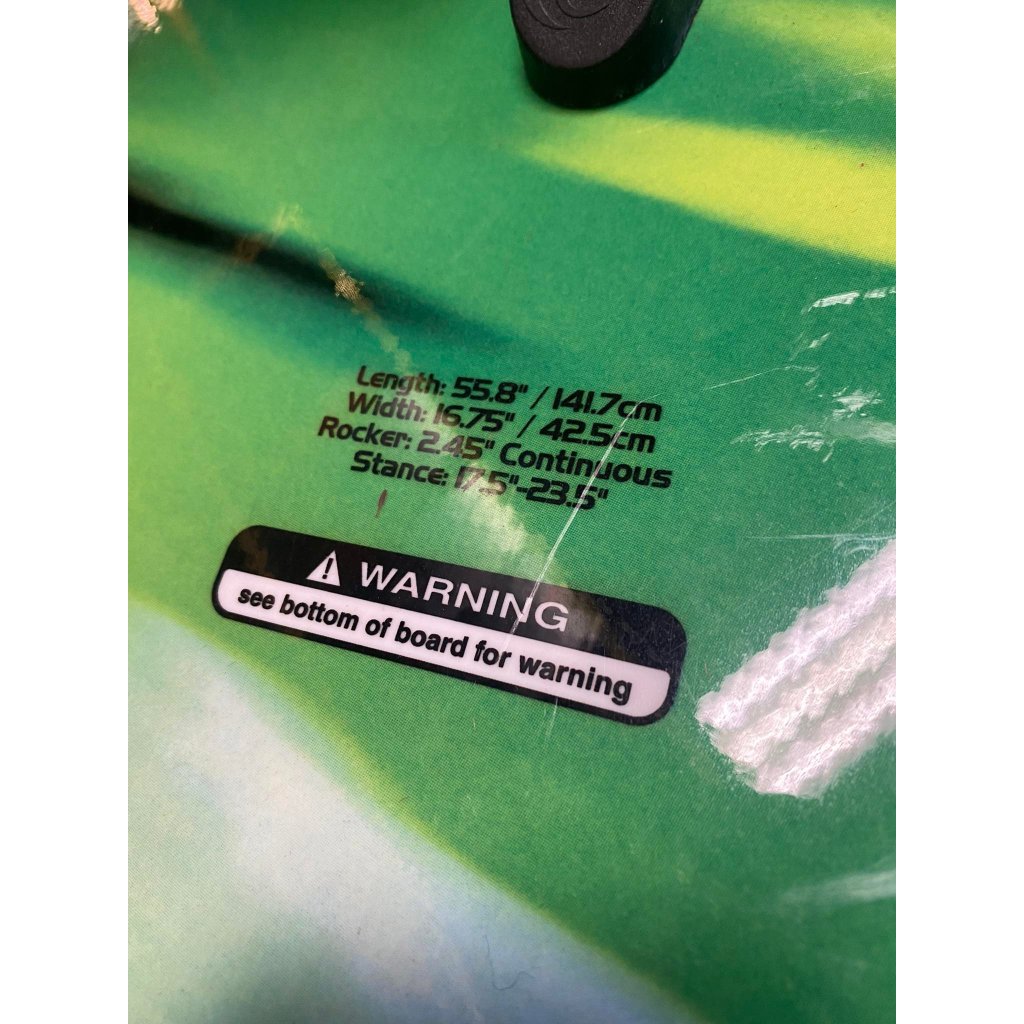 Length: 55.8" / 141.7cm
Width: 16.75" / 42.5cm
Rocker: 2.45" Continuous
Stance: 17.5"-23.5"
WARNING
see bottom of board for warning